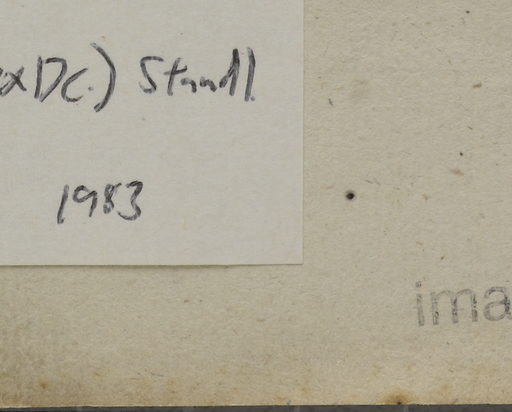 ex DC.) Standl.
1983
ima